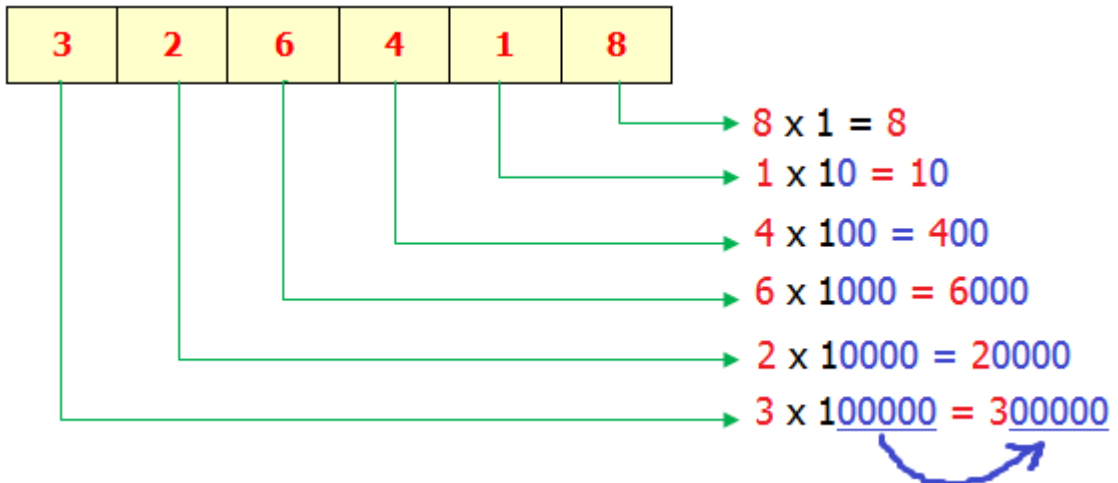 3 2 6 4 1 8
8 x 1 = 8
1 x 10 = 10
4 x 100 = 400
6 x 1000 = 6000
2 x 10000 = 20000
3 x 100000 = 300000